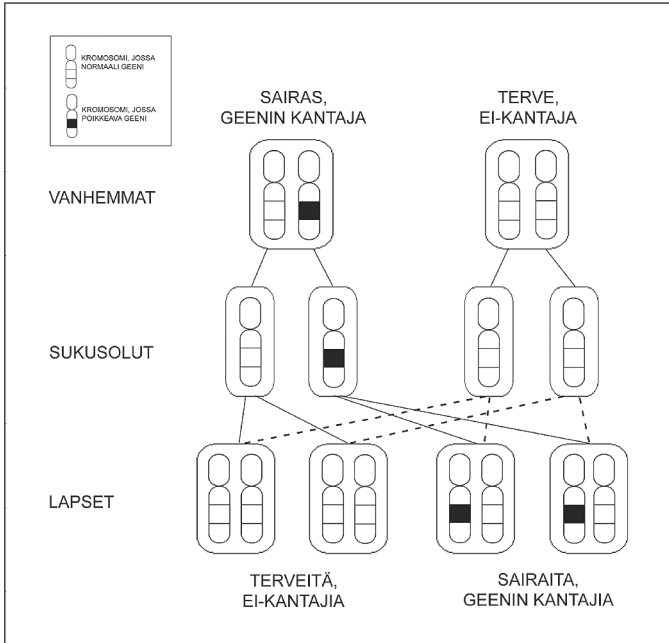 KROMOSOMI, JOSSA
NORMAALI GEENI
KROMOSOMI, JOSSA
POIKKEAVA GEENI
SAIRAS,
GEENIN KANTAJA
TERVE,
EI-KANTAJA
VANHEMMAT
SUKUSOLUT
LAPSET
TERVEITÄ,
EI-KANTAJIA
SAIRAITA,
GEENIN KANTAJIA